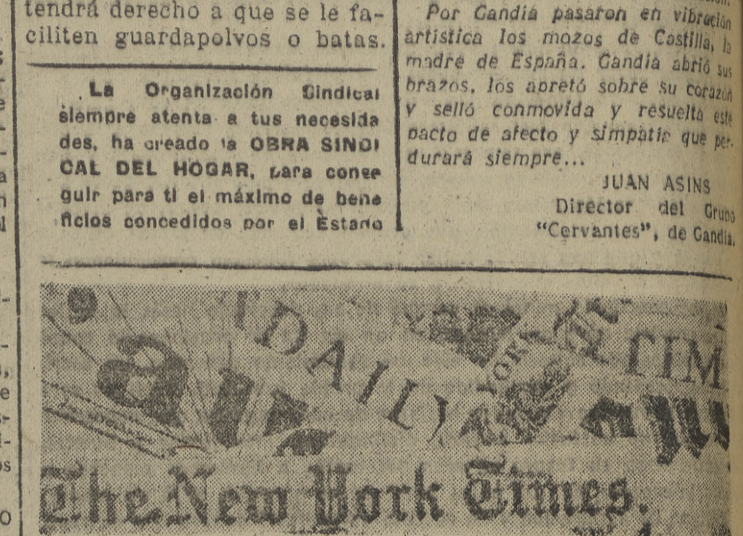 tendrá derecho a que se le fa-
ciliten guardapolvos o batas.
La Organización Sindical
siempre atenta a tus necesida
des, ha creado la OBRA SINDI
CAL DEL HOGAR, para conse
guir para ti el máximo de bene
ficios concedidos por el Estado
Por Gandía pasaron en vibración
artística los mozos de Castilla, la
madre de España. Gandía abrió sus
brazos, los apretó sobre su corazón
y selló conmovida y resuelta este
pacto de afecto y simpatía que per-
durará siempre...
JUAN ASINS
Director del Grupo
"Cervantes", de Gandía.
DAILY
YORK
TIM
The New York Times.